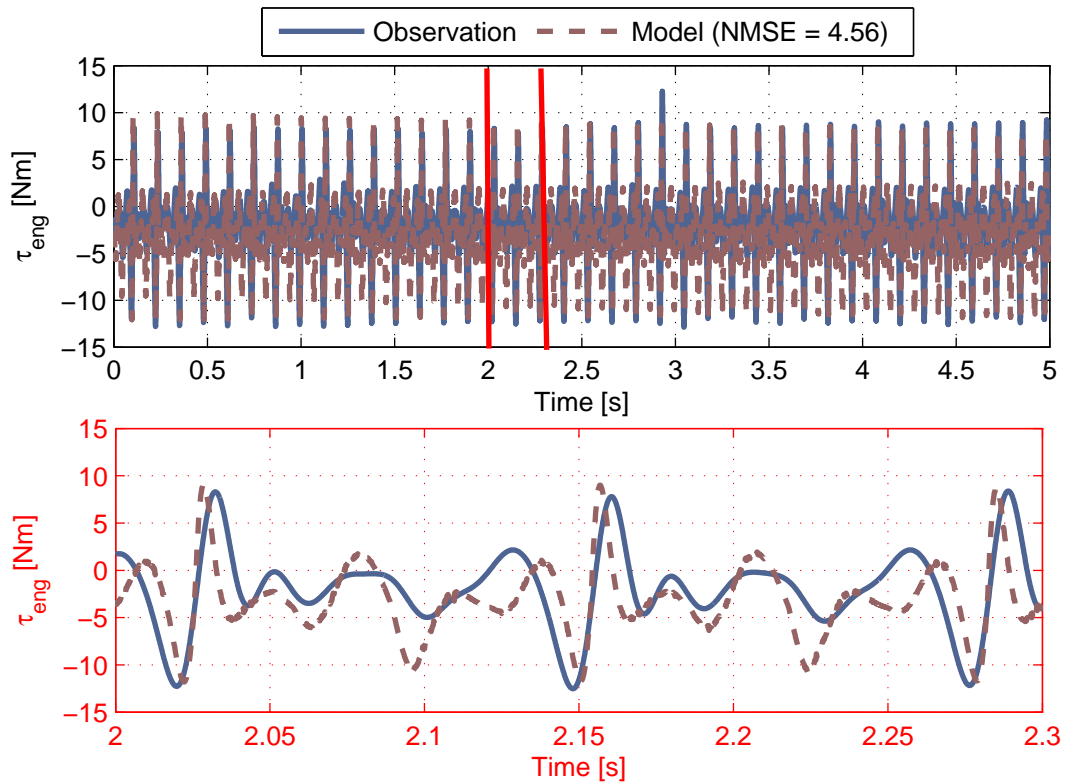 Observation Model (NMSE = 4.56)
15
10
5
0
−5
−10
−15
τeng [Nm]
0 0.5 1 1.5 2 2.5 3 3.5 4 4.5 5
Time [s]
15
10
5
0
−5
−10
−15
τeng [Nm]
2 2.05 2.1 2.15 2.2 2.25 2.3
Time [s]